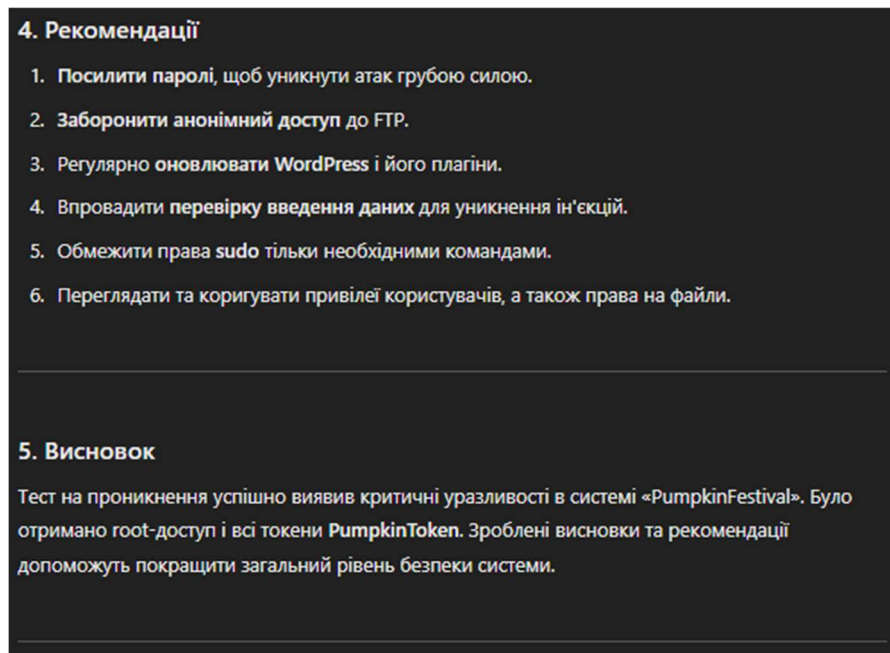 4. Рекомендації
1. Посилити паролі, щоб уникнути атак грубою силою.
2. Заборонити анонімний доступ до FTP.
3. Регулярно оновлювати WordPress і його плагіни.
4. Впровадити перевірку введення даних для уникнення ін'єкцій.
5. Обмежити права sudo тільки необхідними командами.
6. Переглядати та коригувати привілеї користувачів, а також права на файли.
5. Висновок
Тест на проникнення успішно виявив критичні уразливості в системі «PumpkinFestival». Було
отримано root-доступ і всі токени PumpkinToken. Зроблені висновки та рекомендації
допоможуть покращити загальний рівень безпеки системи.